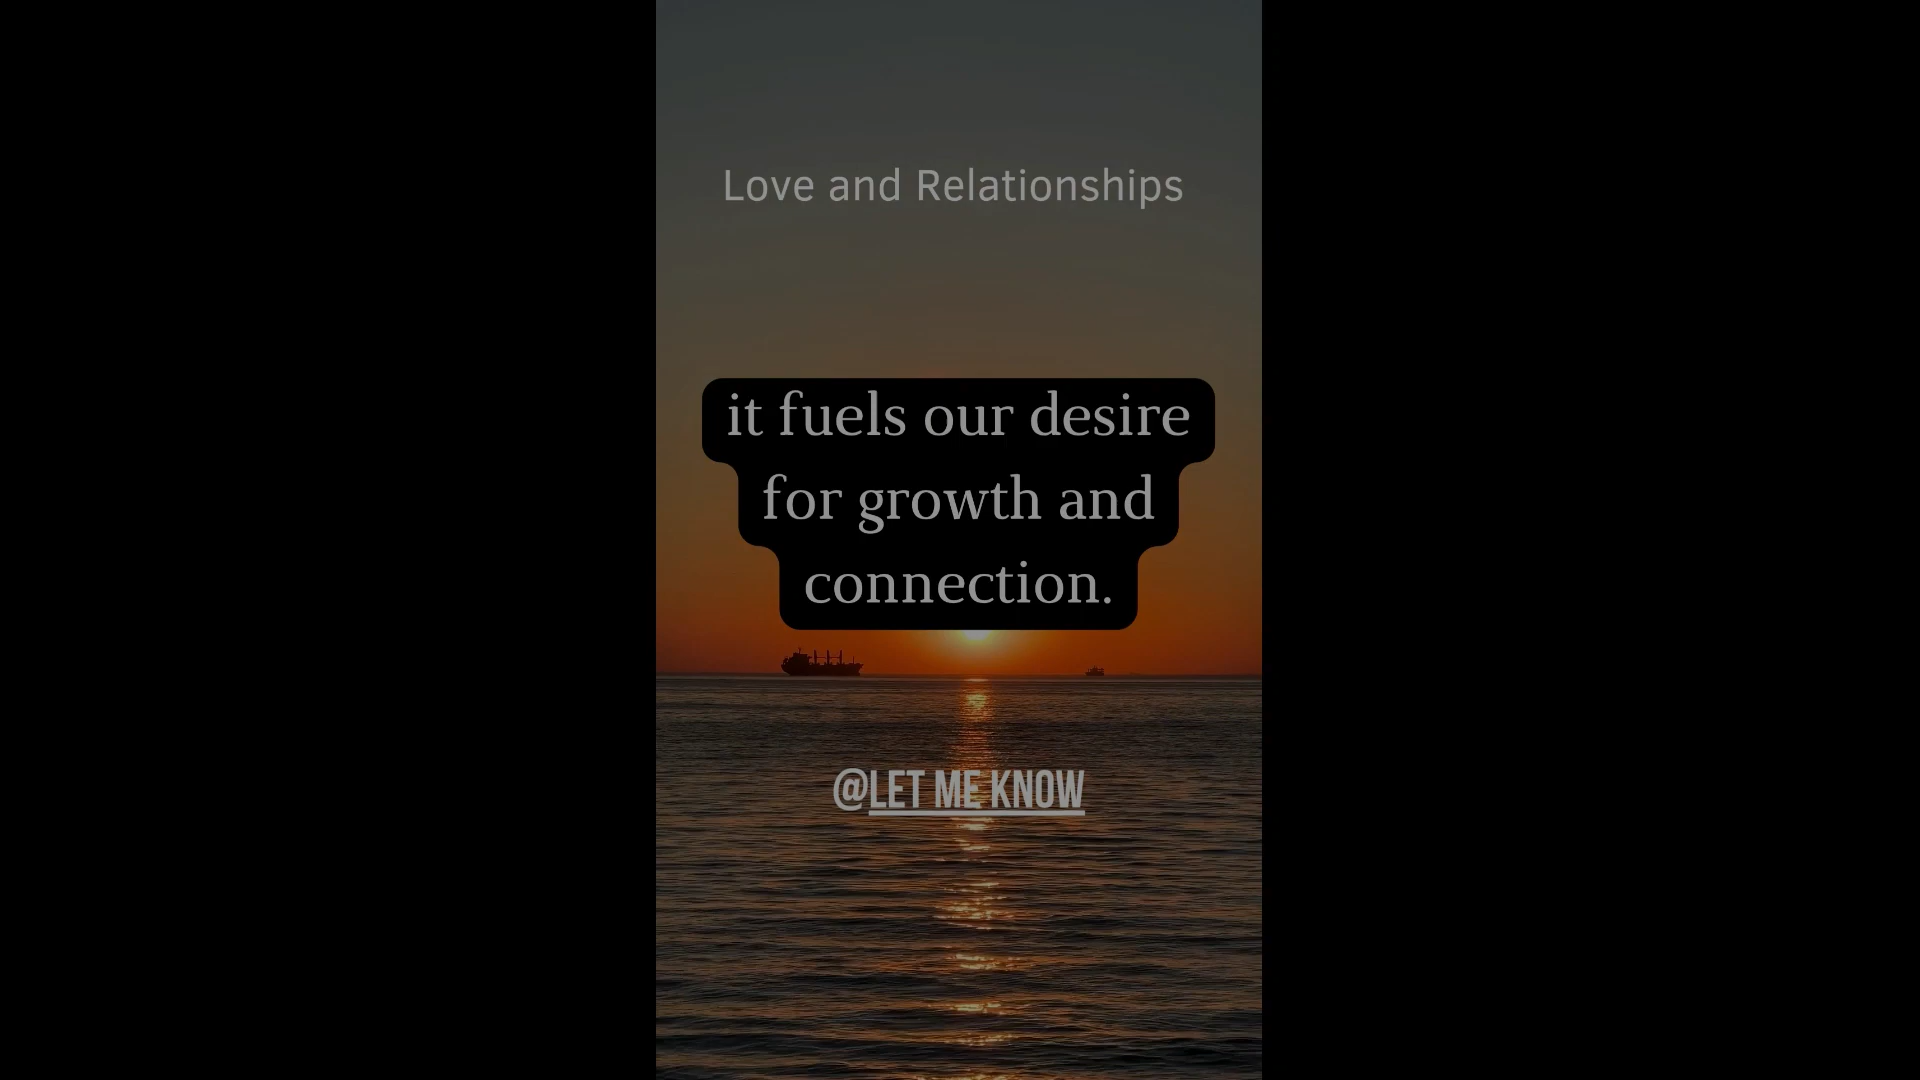 Love and Relationships
it fuels our desire
for growth and
connection.
@LET ME KNOW